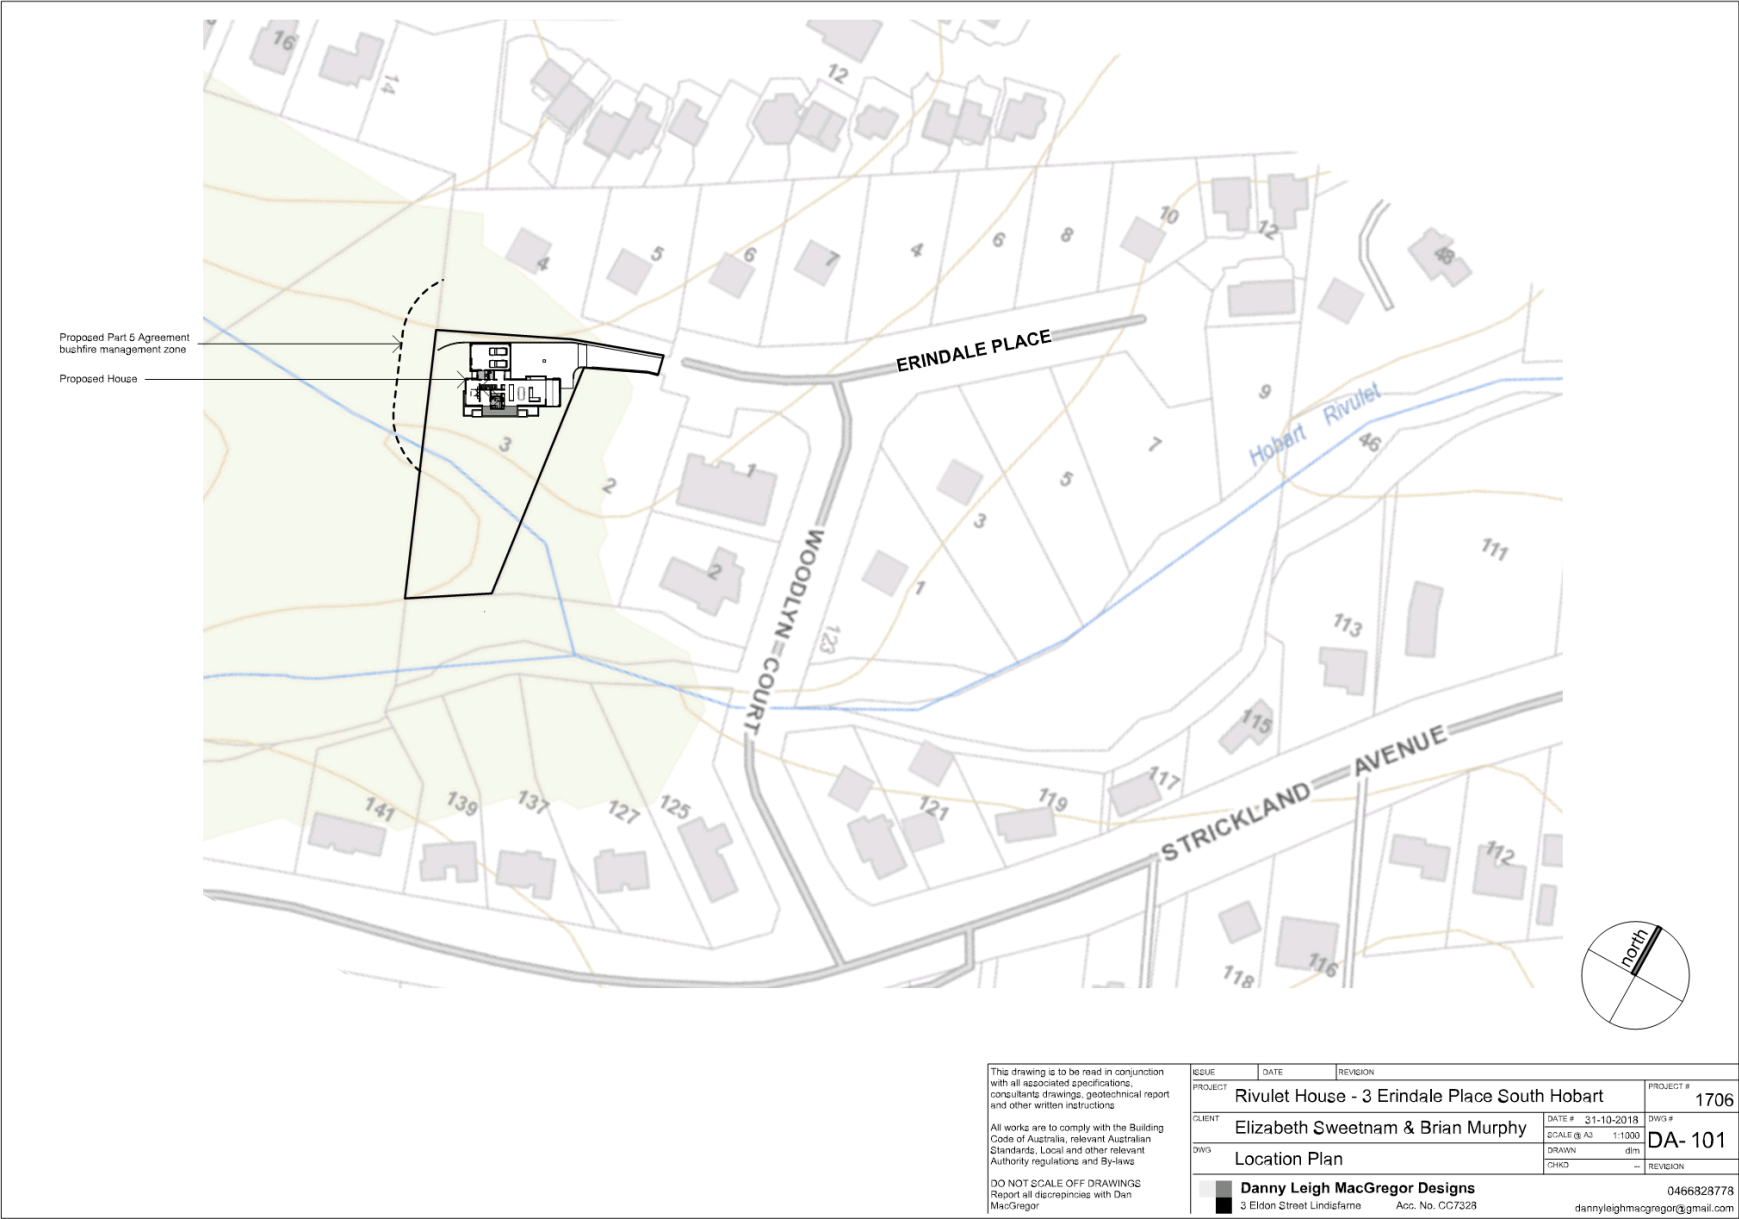 16
14
12
4
5
6
7
4
6
8
10
12
48
Proposed Part 5 Agreement
bushfire management zone
Proposed House
ERINDALE PLACE
3
2
1
9
Hobart Rivulet
46
7
5
3
1
2
WOODLYN COURT
123
111
113
115
117
119
121
STRICKLAND AVENUE
141
139
137
127
125
112
116
118
north
This drawing is to be read in conjunction
with all associated specifications,
consultants drawings, geotechnical report
and other written instructions
All works are to comply with the Building
Code of Australia, relevant Australian
Standards, Local and other relevant
Authority regulations and By-laws
DO NOT SCALE OFF DRAWINGS
Report all discrepincies with Dan
MacGregor
ISSUE DATE REVISION
PROJECT Rivulet House - 3 Erindale Place South Hobart
PROJECT # 1706
CLIENT Elizabeth Sweetnam & Brian Murphy
DATE # 31-10-2018
SCALE @ A3 1:1000
DWG # DA- 101
DWG Location Plan
DRAWN dlm
CHKD --
REVISION
Danny Leigh MacGregor Designs
3 Eldon Street Lindisfarne Acc. No. CC7328
0466828778
dannyleighmacgregor@gmail.com